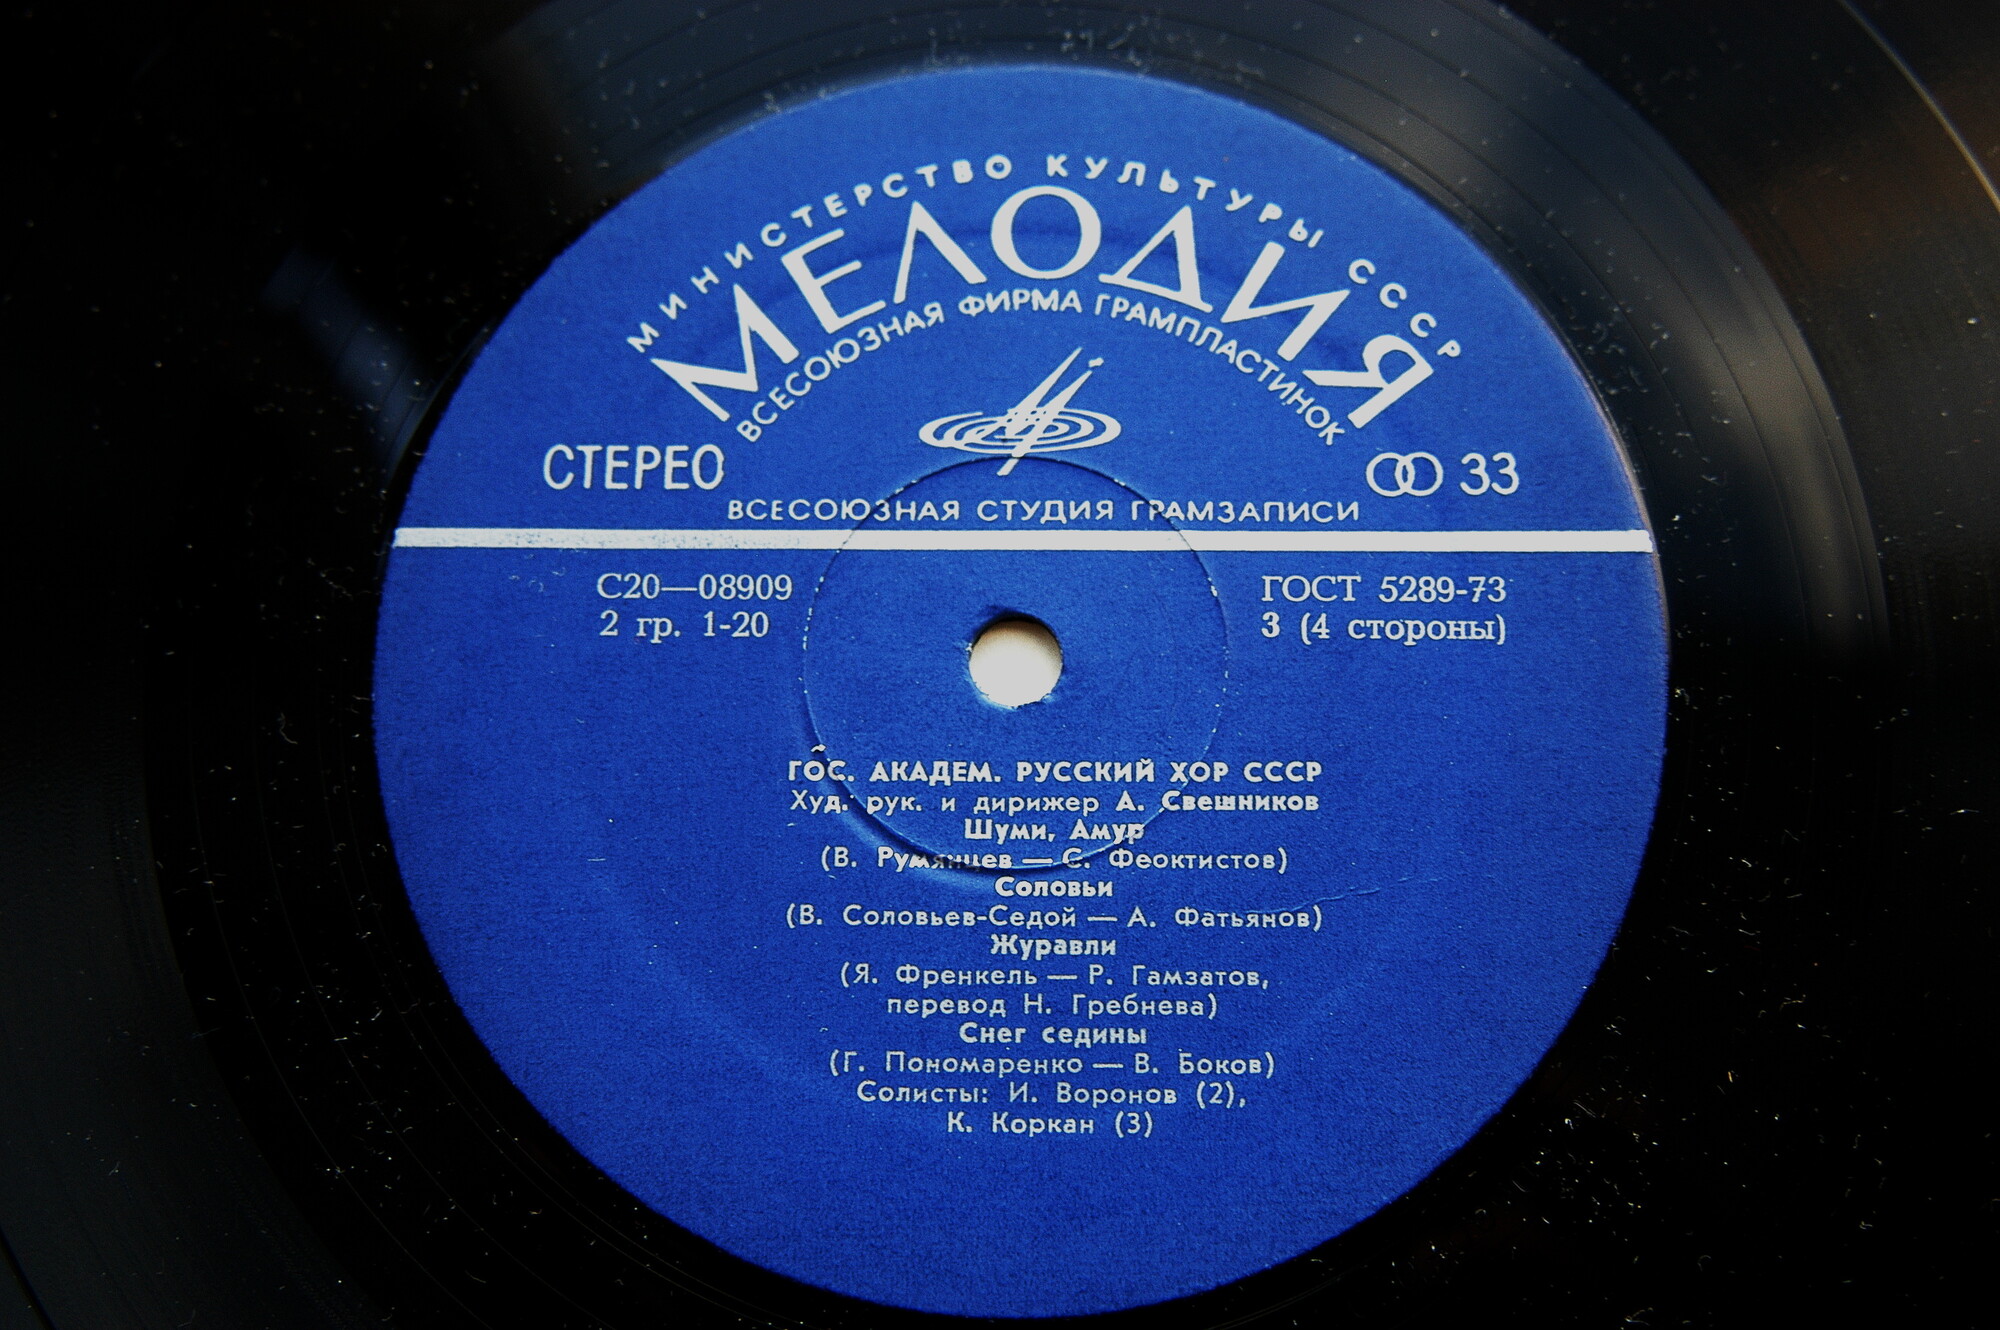 МИНИСТЕРСТВО КУЛЬТУРЫ СССР
МЕЛОДИЯ
ВСЕСОЮЗНАЯ ФИРМА ГРАМПЛАСТИНОК
СТЕРЕО
33
ВСЕСОЮЗНАЯ СТУДИЯ ГРАМЗАПИСИ
С20—08909
2 гр. 1-20
ГОСТ 5289-73
3 (4 стороны)
ГОС. АКАДЕМ. РУССКИЙ ХОР СССР
Худ. рук. и дирижер А. Свешников
Шуми, Амур
(В. Румянцев — С. Феоктистов)
Соловьи
(В. Соловьев-Седой — А. Фатьянов)
Журавли
(Я. Френкель — Р. Гамзатов,
перевод Н. Гребнева)
Снег седины
(Г. Пономаренко — В. Боков)
Солисты: И. Воронов (2),
К. Коркан (3)